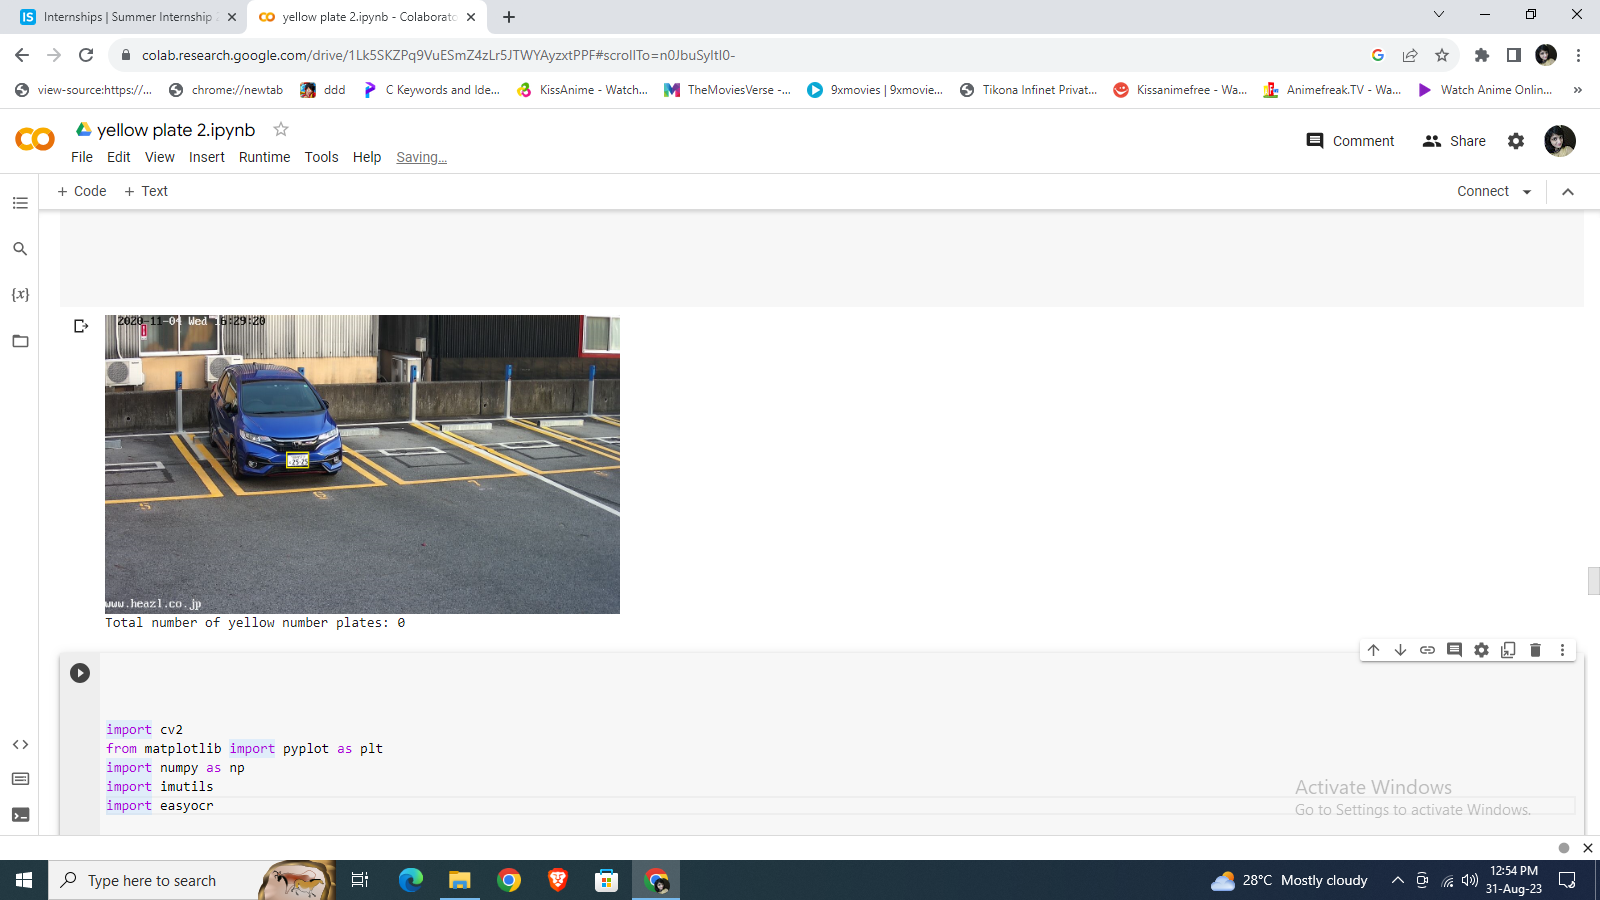 Internships | Summer Internship 2
yellow plate 2.ipynb - Colaborato
colab.research.google.com/drive/1Lk5SKZPq9VuESmZ4zLr5JTWYAyzxtPPF#scrollTo=n0JbuSyltI0-
view-source:https://...
chrome://newtab
ddd
C Keywords and Ide...
KissAnime - Watch...
TheMoviesVerse -...
9xmovies | 9xmovie...
Tikona Infinet Privat...
Kissanimefree - Wa...
Animefreak.TV - Wa...
Watch Anime Onlin...
»
yellow plate 2.ipynb
Comment
Share
File Edit View Insert Runtime Tools Help Saving...
+ Code + Text
Connect
{x}
2020-11-04 Wed 16:29:20
25-25
www.heazl.co.jp
Total number of yellow number plates: 0
import cv2
from matplotlib import pyplot as plt
import numpy as np
import imutils
import easyocr
Activate Windows
Go to Settings to activate Windows.
Type here to search
28°C Mostly cloudy
12:54 PM
31-Aug-23